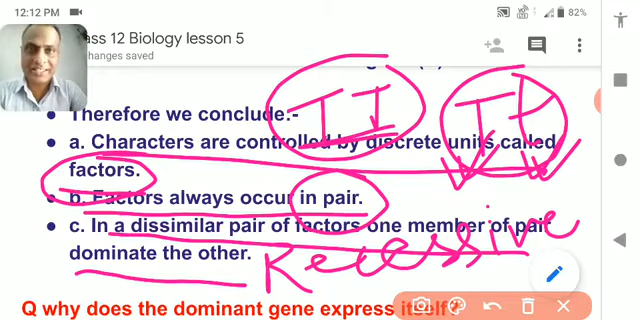 12:12 PM 82%
ass 12 Biology lesson 5
changes saved
Therefore we conclude:-
a. Characters are controlled by discrete units called
factors.
b. Factors always occur in pair.
c. In a dissimilar pair of factors one member of pair
dominate the other.
Recessive
Q why does the dominant gene express itself?